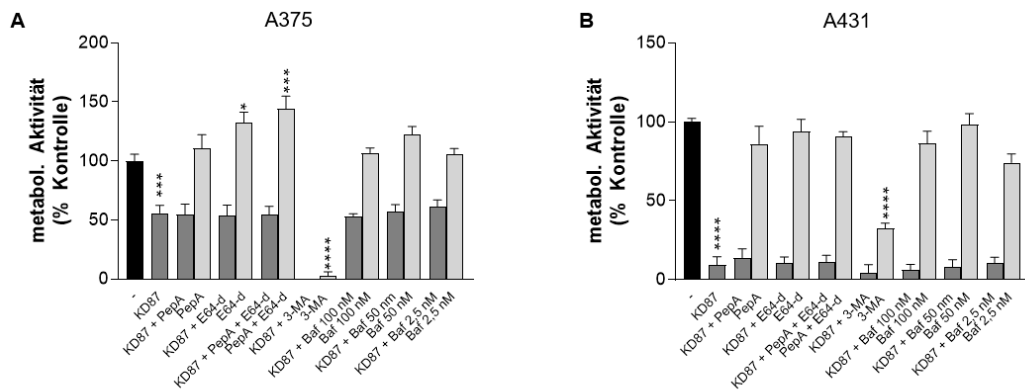 A
A375
metabol. Aktivität
(% Kontrolle)
200
150
100
50
0
***
*
***
****
-
KD87
KD87 + PepA
PepA
KD87 + E64-d
E64-d
KD87 + PepA + E64-d
PepA + E64-d
KD87 + 3-MA
3-MA
KD87 + Baf 100 nM
Baf 100 nM
KD87 + Baf 50 nm
Baf 50 nM
KD87 + Baf 2,5 nM
Baf 2,5 nM
B
A431
metabol. Aktivität
(% Kontrolle)
150
100
50
0
****
****
-
KD87
KD87 + PepA
PepA
KD87 + E64-d
E64-d
KD87 + PepA + E6n-d
PepA + E64-d
KD87 + 3-MA
3-MA
KD87 + Baf 100 nM
Baf 100 nM
KD87 + Baf 50 nm
Baf 50 nM
KD87 + Baf 2,5 nM
Baf 2,5 nM